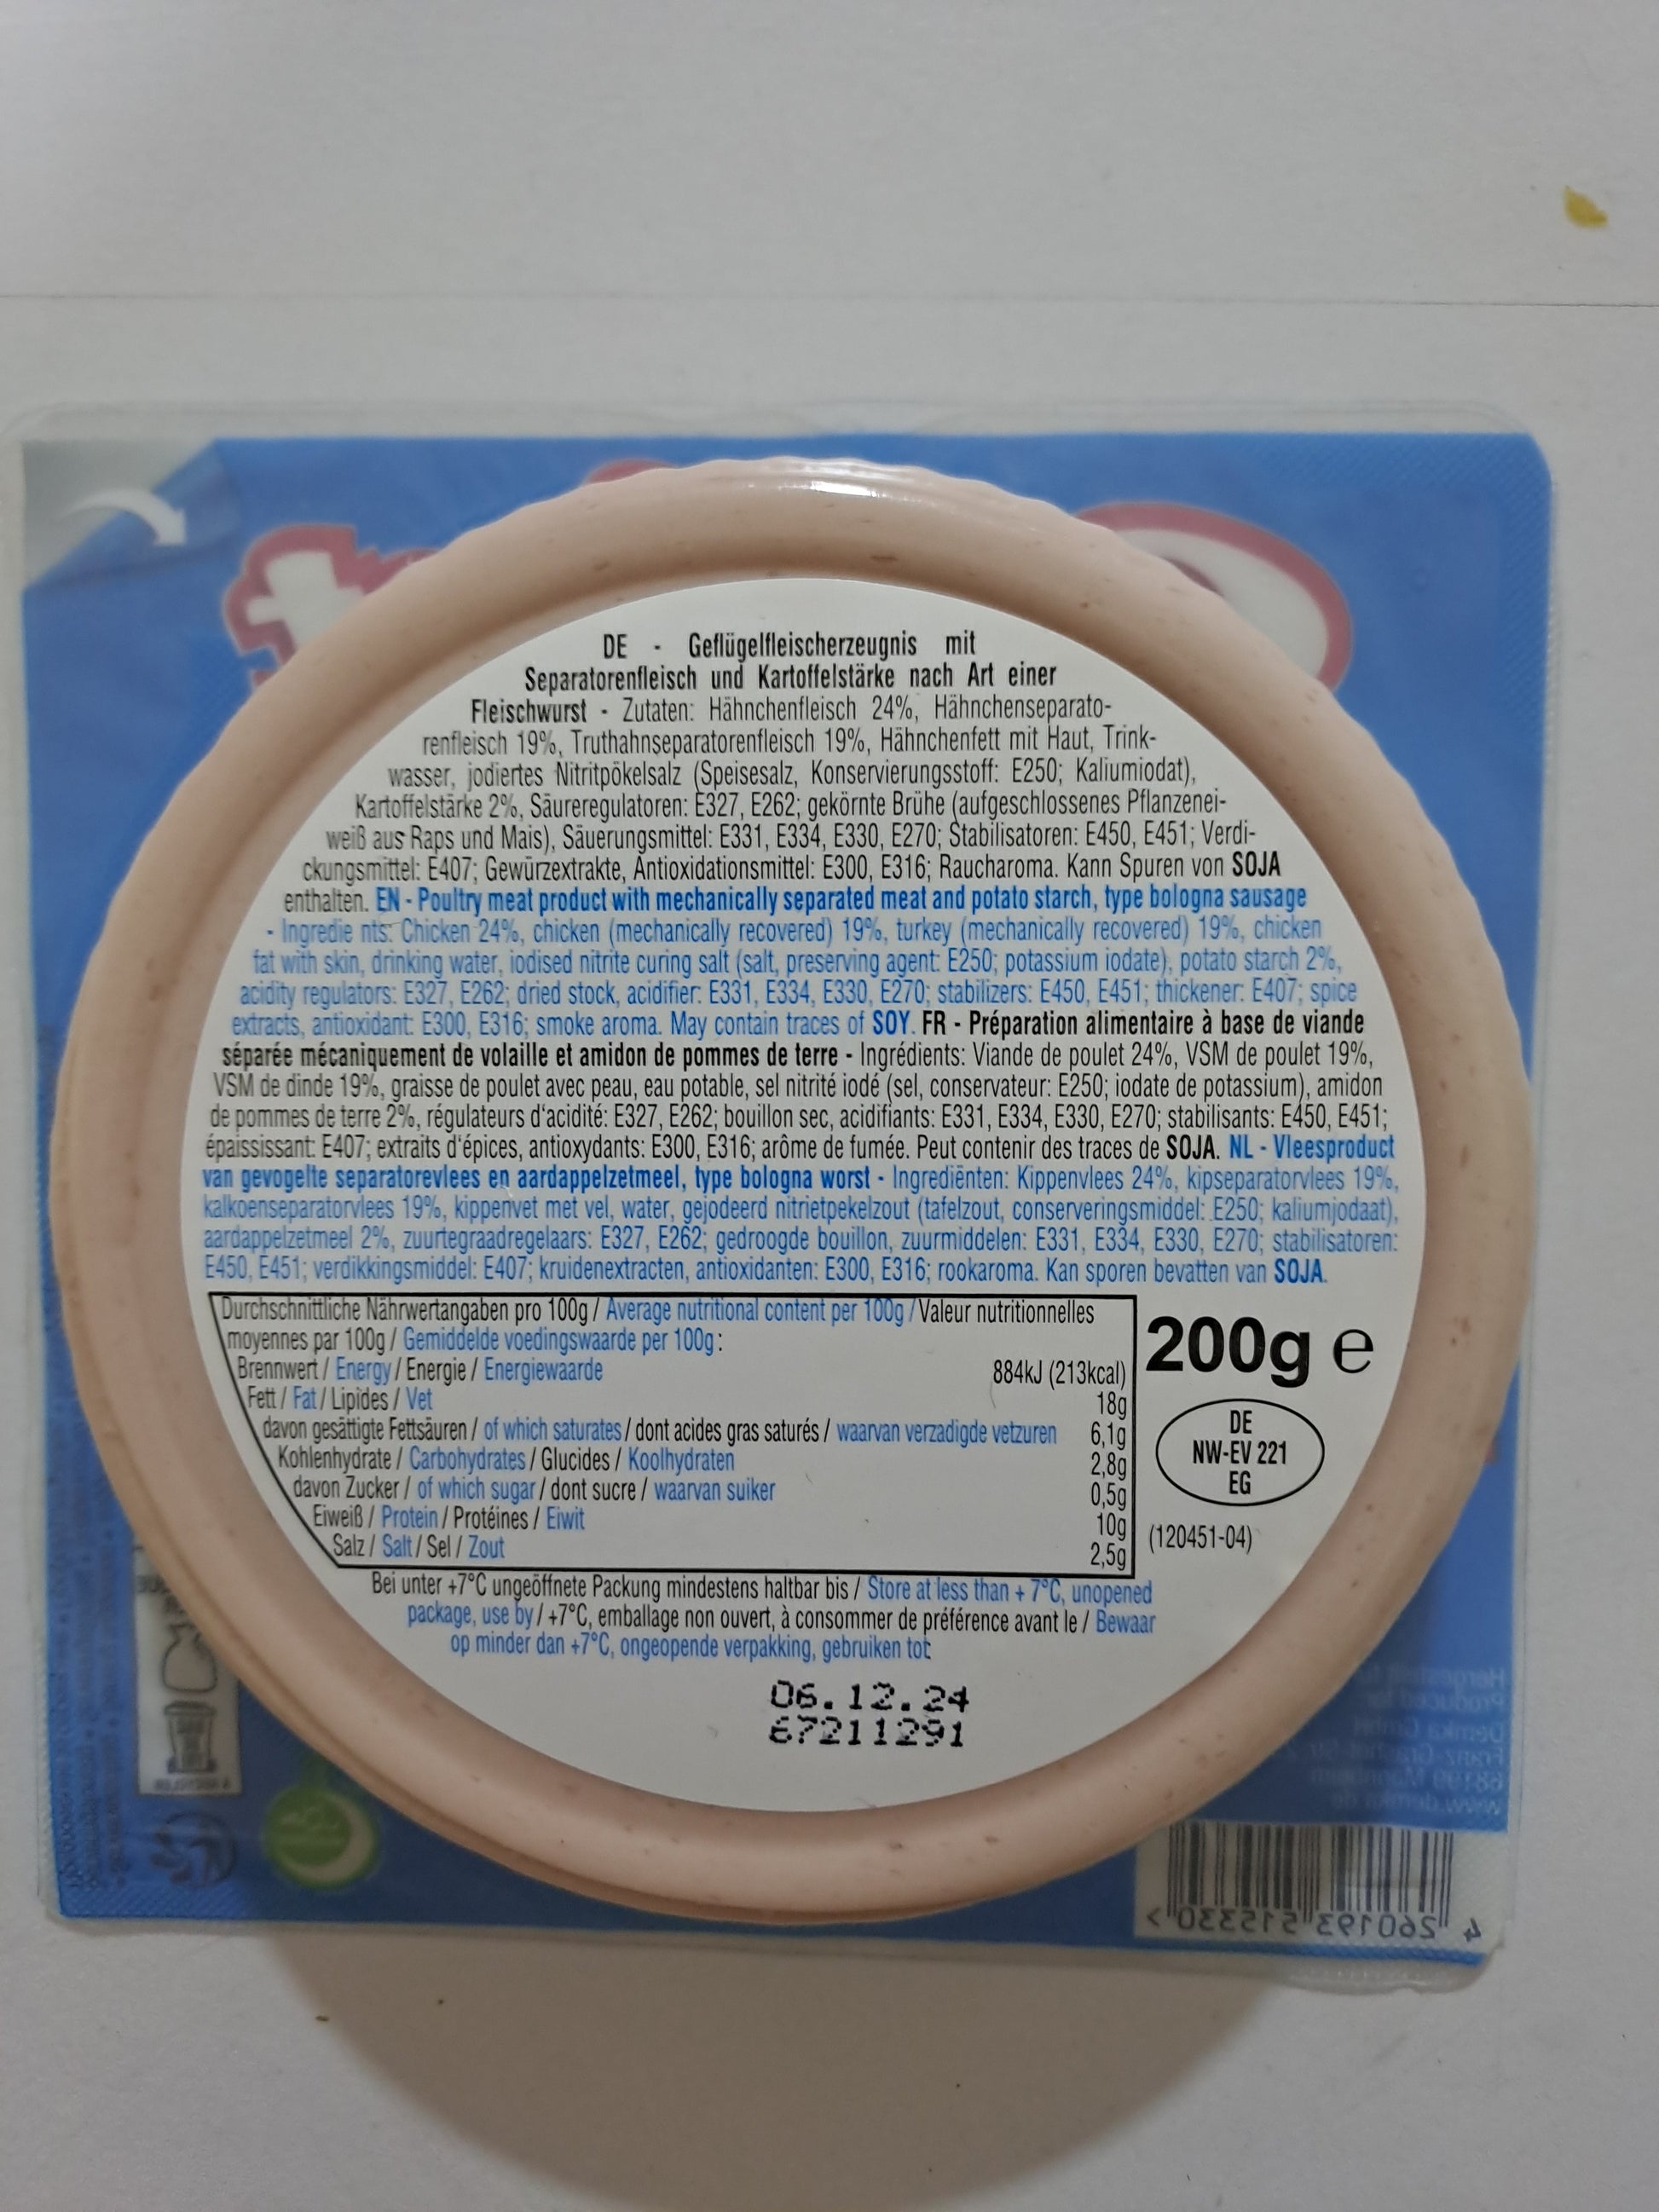 DE - Geflügelfleischerzeugnis mit
Separatorenfleisch und Kartoffelstärke nach Art einer
Fleischwurst - Zutaten: Hähnchenfleisch 24%, Hähnchenseparato-
renfleisch 19%, Truthahnseparatorenfleisch 19%, Hähnchenfett mit Haut, Trink-
wasser, jodiertes Nitritpökelsalz (Speisesalz, Konservierungsstoff: E250; Kaliumiodat),
Kartoffelstärke 2%, Säureregulatoren: E327, E262; gekörnte Brühe (aufgeschlossenes Pflanzenei-
weiß aus Raps und Mais), Säuerungsmittel: E331, E334, E330, E270; Stabilisatoren: E450, E451; Verdi-
ckungsmittel: E407; Gewürzextrakte, Antioxidationsmittel: E300, E316; Raucharoma. Kann Spuren von SOJA
enthalten. EN - Poultry meat product with mechanically separated meat and potato starch, type bologna sausage
- Ingredie nts: Chicken 24%, chicken (mechanically recovered) 19%, turkey (mechanically recovered) 19%, chicken
fat with skin, drinking water, iodised nitrite curing salt (salt, preserving agent: E250; potassium iodate), potato starch 2%,
acidity regulators: E327, E262; dried stock, acidifier: E331, E334, E330, E270; stabilizers: E450, E451; thickener: E407; spice
extracts, antioxidant: E300, E316; smoke aroma. May contain traces of SOY. FR - Préparation alimentaire à base de viande
séparée mécaniquement de volaille et amidon de pommes de terre - Ingrédients: Viande de poulet 24%, VSM de poulet 19%,
VSM de dinde 19%, graisse de poulet avec peau, eau potable, sel nitrité iodé (sel, conservateur: E250; iodate de potassium), amidon
de pommes de terre 2%, régulateurs d'acidité: E327, E262; bouillon sec, acidifiants: E331, E334, E330, E270; stabilisants: E450, E451;
épaississant: E407; extraits d'épices, antioxydants: E300, E316; arôme de fumée. Peut contenir des traces de SOJA. NL - Vleesproduct
van gevogelte separatorevlees en aardappelzetmeel, type bologna worst - Ingrediënten: Kippenvlees 24%, kipseparatorvlees 19%,
kalkoenseparatorvlees 19%, kippenvet met vel, water, gejodeerd nitrietpekelzout (tafelzout, conserveringsmiddel: E250; kaliumjodaat),
aardappelzetmeel 2%, zuurtegraadregelaars: E327, E262; gedroogde bouillon, zuurmiddelen: E331, E334, E330, E270; stabilisatoren:
E450, E451; verdikkingsmiddel: E407; kruidenextracten, antioxidanten: E300, E316; rookaroma. Kan sporen bevatten van SOJA.
Durchschnittliche Nährwertangaben pro 100g / Average nutritional content per 100g / Valeur nutritionnelles
moyennes par 100g / Gemiddelde voedingswaarde per 100g:
Brennwert / Energy / Energie / Energiewaarde 884kJ (213kcal)
Fett / Fat / Lipides / Vet 18g
davon gesättigte Fettsäuren / of which saturates / dont acides gras saturés / waarvan verzadigde vetzuren 6,1g
Kohlenhydrate / Carbohydrates / Glucides / Koolhydraten 2,8g
davon Zucker / of which sugar / dont sucre / waarvan suiker 0,5g
Eiweiß / Protein / Protéines / Eiwit 10g
Salz / Salt / Sel / Zout 2,5g
200g e
DE
NW-EV 221
EG
(120451-04)
Bei unter +7°C ungeöffnete Packung mindestens haltbar bis / Store at less than + 7°C, unopened
package, use by / +7°C, emballage non ouvert, à consommer de préférence avant le / Bewaar
op minder dan +7°C, ongeopende verpakking, gebruiken tot
06.12.24
67211291
4 260193 515330 >